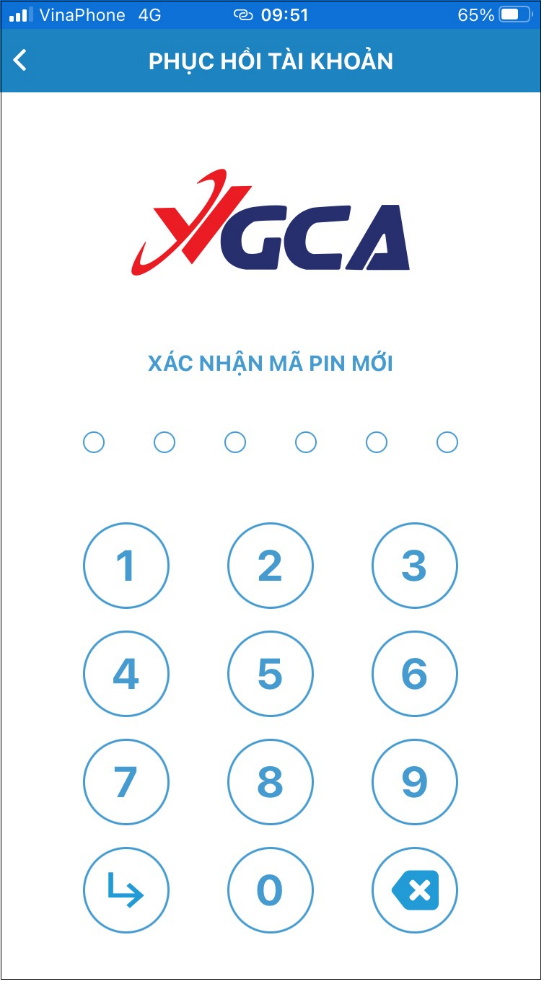 VinaPhone 4G 09:51 65%
PHỤC HỒI TÀI KHOẢN
VGCA
XÁC NHẬN MÃ PIN MỚI
1 2 3
4 5 6
7 8 9
0